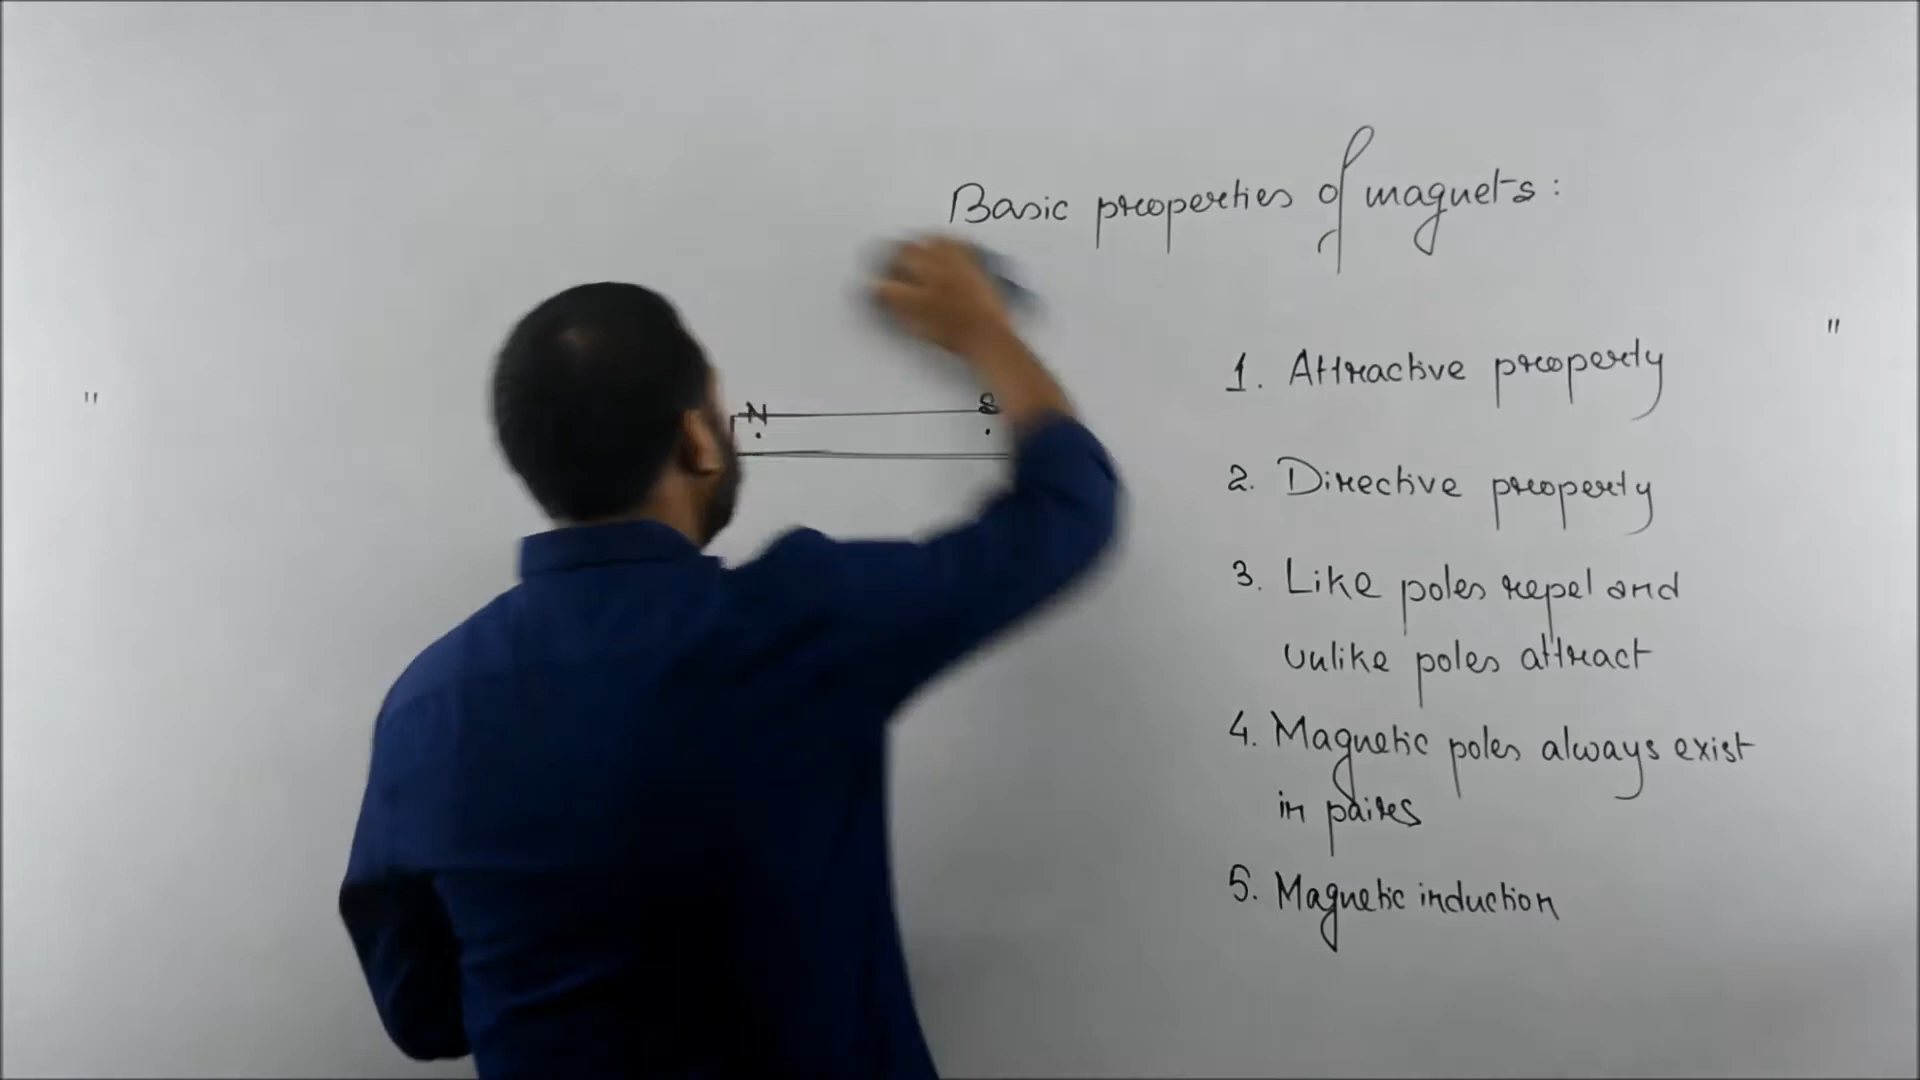 Basic properties of magnets:
"
1. Attractive property
"
N S
2. Directive property
3. Like poles repel and
unlike poles attract
4. Magnetic poles always exist
in paires
5. Magnetic induction